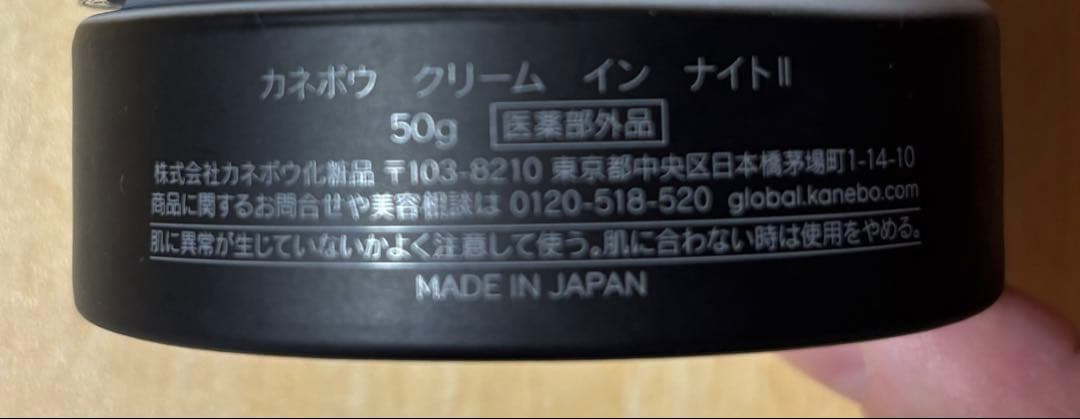 カネボウ クリーム イン ナイトII
50g 医薬部外品
株式会社カネボウ化粧品 〒103-8210 東京都中央区日本橋茅場町1-14-10
商品に関するお問合せや美容相談は 0120-518-520 global.kanebo.com
肌に異常が生じていないかよく注意して使う。肌に合わない時は使用をやめる。
MADE IN JAPAN